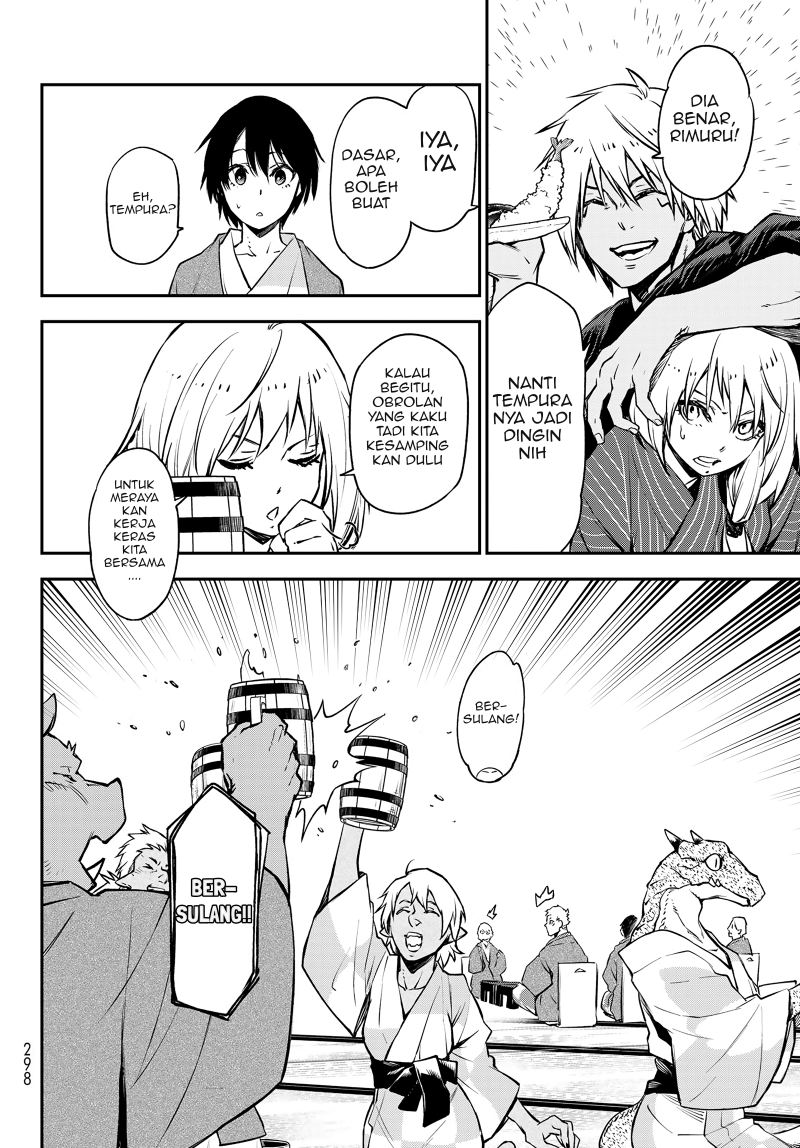 DIA
BENAR,
RIMURU!
NANTI
TEMPURA
NYA JADI
DINGIN
NIH
IYA,
IYA
DASAR,
APA
BOLEH
BUAT
EH,
TEMPURA?
KALAU
BEGITU,
OBROLAN
YANG KAKU
TADI KITA
KESAMPING
KAN DULU
UNTUK
MERAYA
KAN
KERJA
KERAS
KITA
BERSAMA
....
BER-
SULANG!
BER-
SULANG!!
298